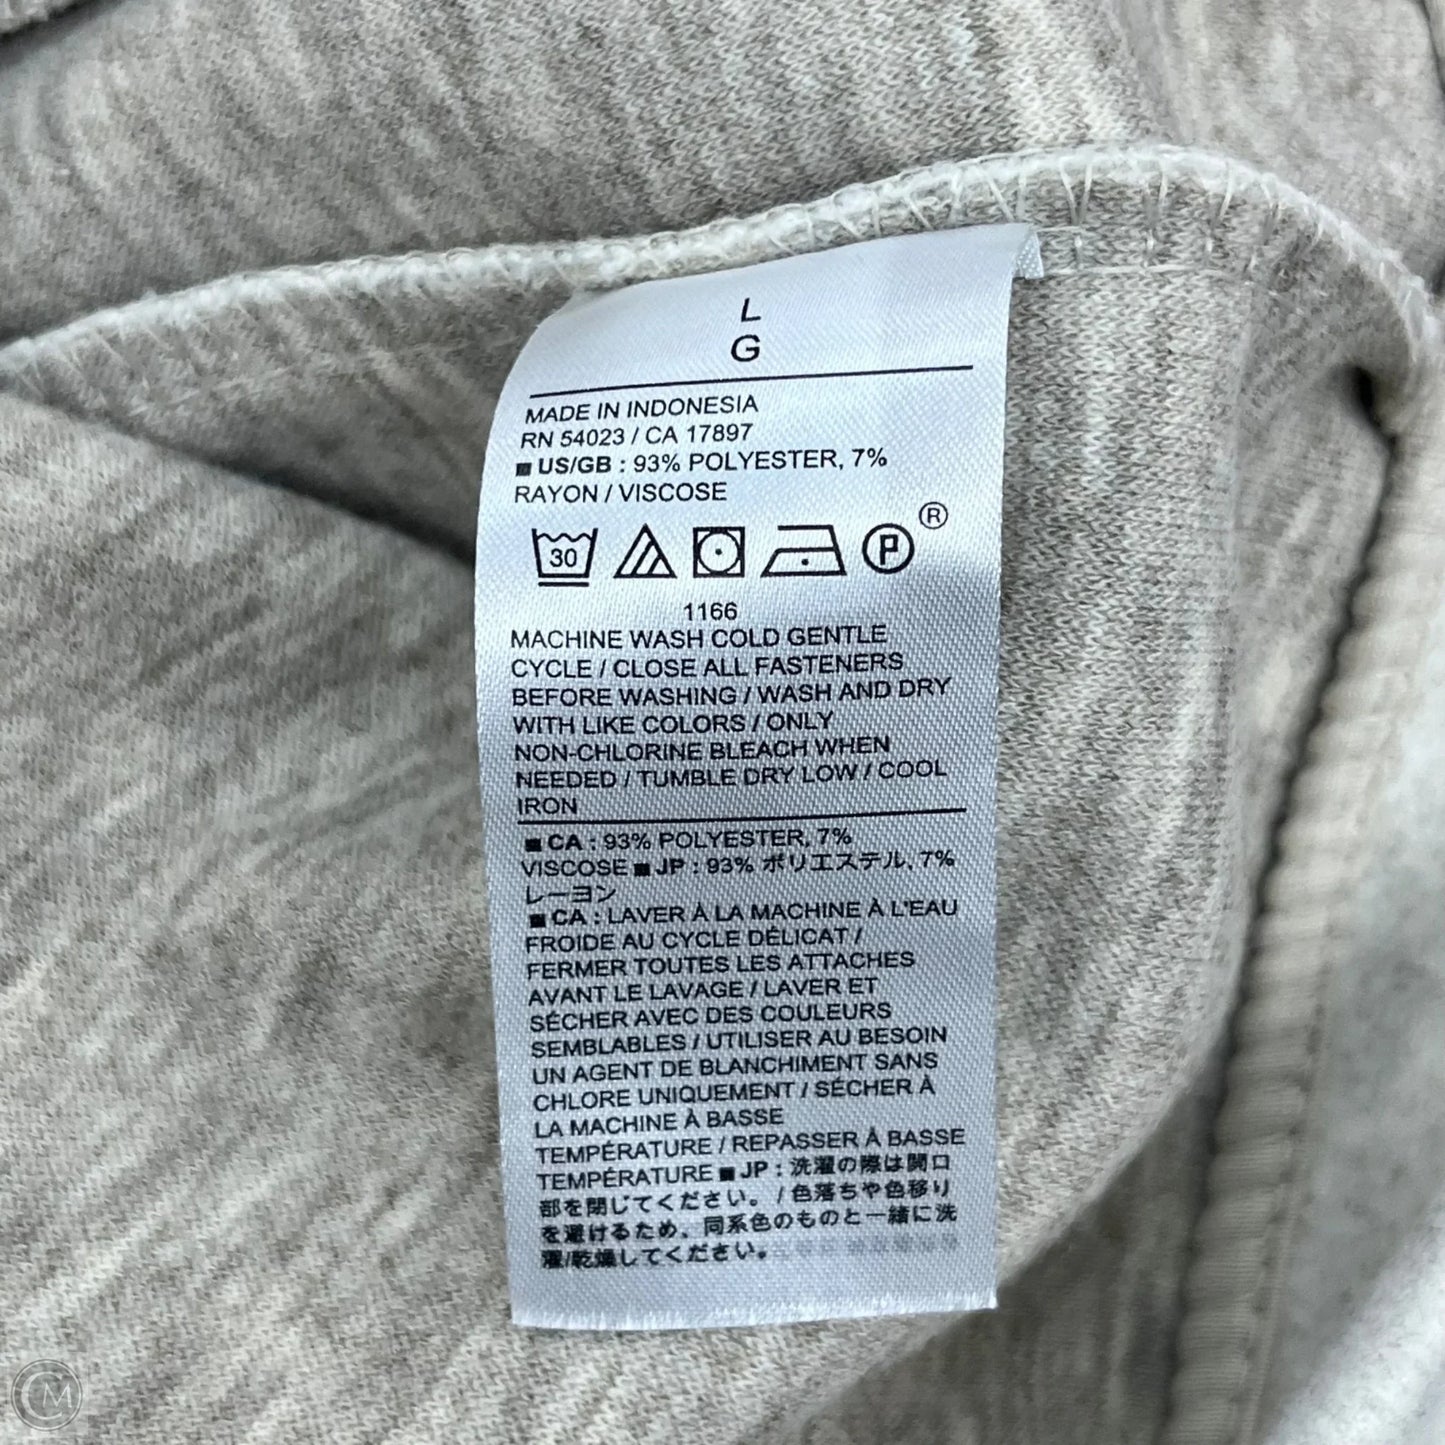 L
G
MADE IN INDONESIA
RN 54023 / CA 17897
■ US/GB : 93% POLYESTER, 7%
RAYON / VISCOSE
30 P ®
1166
MACHINE WASH COLD GENTLE
CYCLE / CLOSE ALL FASTENERS
BEFORE WASHING / WASH AND DRY
WITH LIKE COLORS / ONLY
NON-CHLORINE BLEACH WHEN
NEEDED / TUMBLE DRY LOW / COOL
IRON
■ CA : 93% POLYESTER, 7%
VISCOSE ■ JP : 93% ポリエステル, 7%
レーヨン
■ CA : LAVER À LA MACHINE À L'EAU
FROIDE AU CYCLE DÉLICAT /
FERMER TOUTES LES ATTACHES
AVANT LE LAVAGE / LAVER ET
SÉCHER AVEC DES COULEURS
SEMBLABLES / UTILISER AU BESOIN
UN AGENT DE BLANCHIMENT SANS
CHLORE UNIQUEMENT / SÉCHER À
LA MACHINE À BASSE
TEMPÉRATURE / REPASSER À BASSE
TEMPÉRATURE ■ JP : 洗濯の際は開口
部を閉じてください。 / 色落ちや色移り
を避けるため、同系色のものと一緒に洗
濯/乾燥してください。
CM